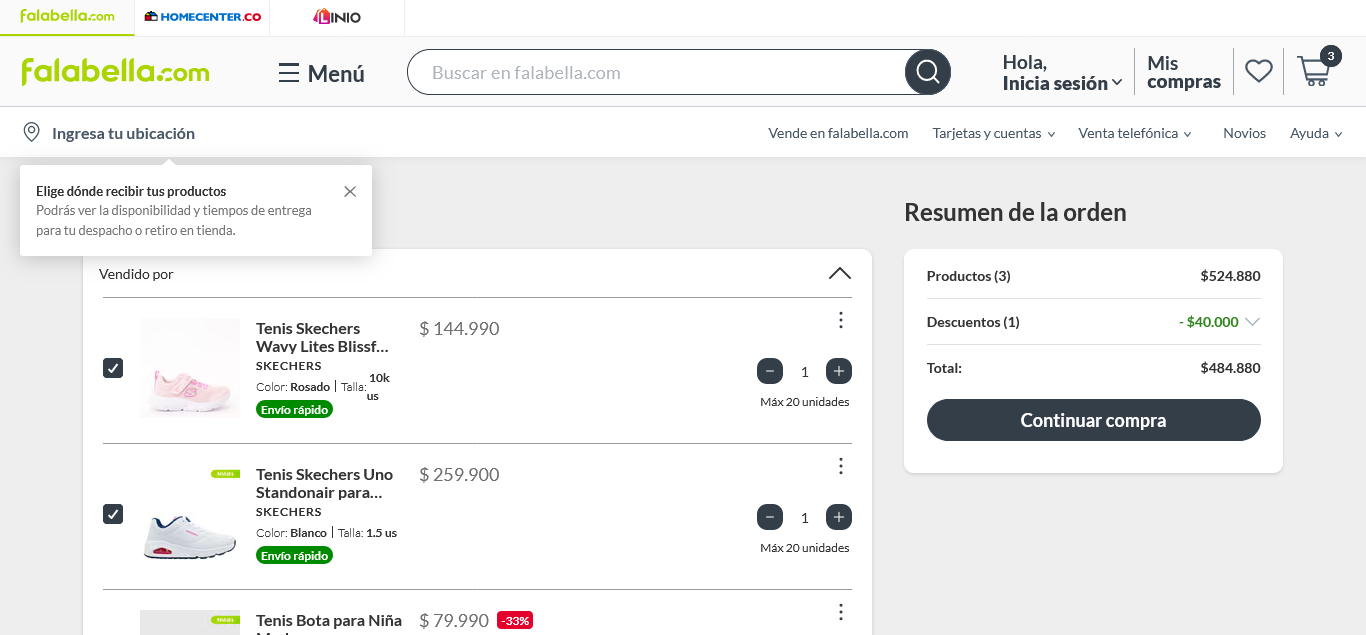 falabella.com
HOMECENTER.CO
LINIO
falabella.com
Menú
Buscar en falabella.com
Hola,
Inicia sesión
Mis
compras
3
Ingresa tu ubicación
Vende en falabella.com
Tarjetas y cuentas
Venta telefónica
Novios
Ayuda
Elige dónde recibir tus productos
Podrás ver la disponibilidad y tiempos de entrega
para tu despacho o retiro en tienda.
Vendido por
Tenis Skechers
Wavy Lites Blissf...
SKECHERS
Color: Rosado | Talla: 10k
us
Envío rápido
$ 144.990
1
Máx 20 unidades
Tenis Skechers Uno
Standonair para...
SKECHERS
Color: Blanco | Talla: 1.5 us
Envío rápido
$ 259.900
1
Máx 20 unidades
Tenis Bota para Niña
$ 79.990 -33%
Resumen de la orden
Productos (3) $524.880
Descuentos (1) - $40.000
Total: $484.880
Continuar compra